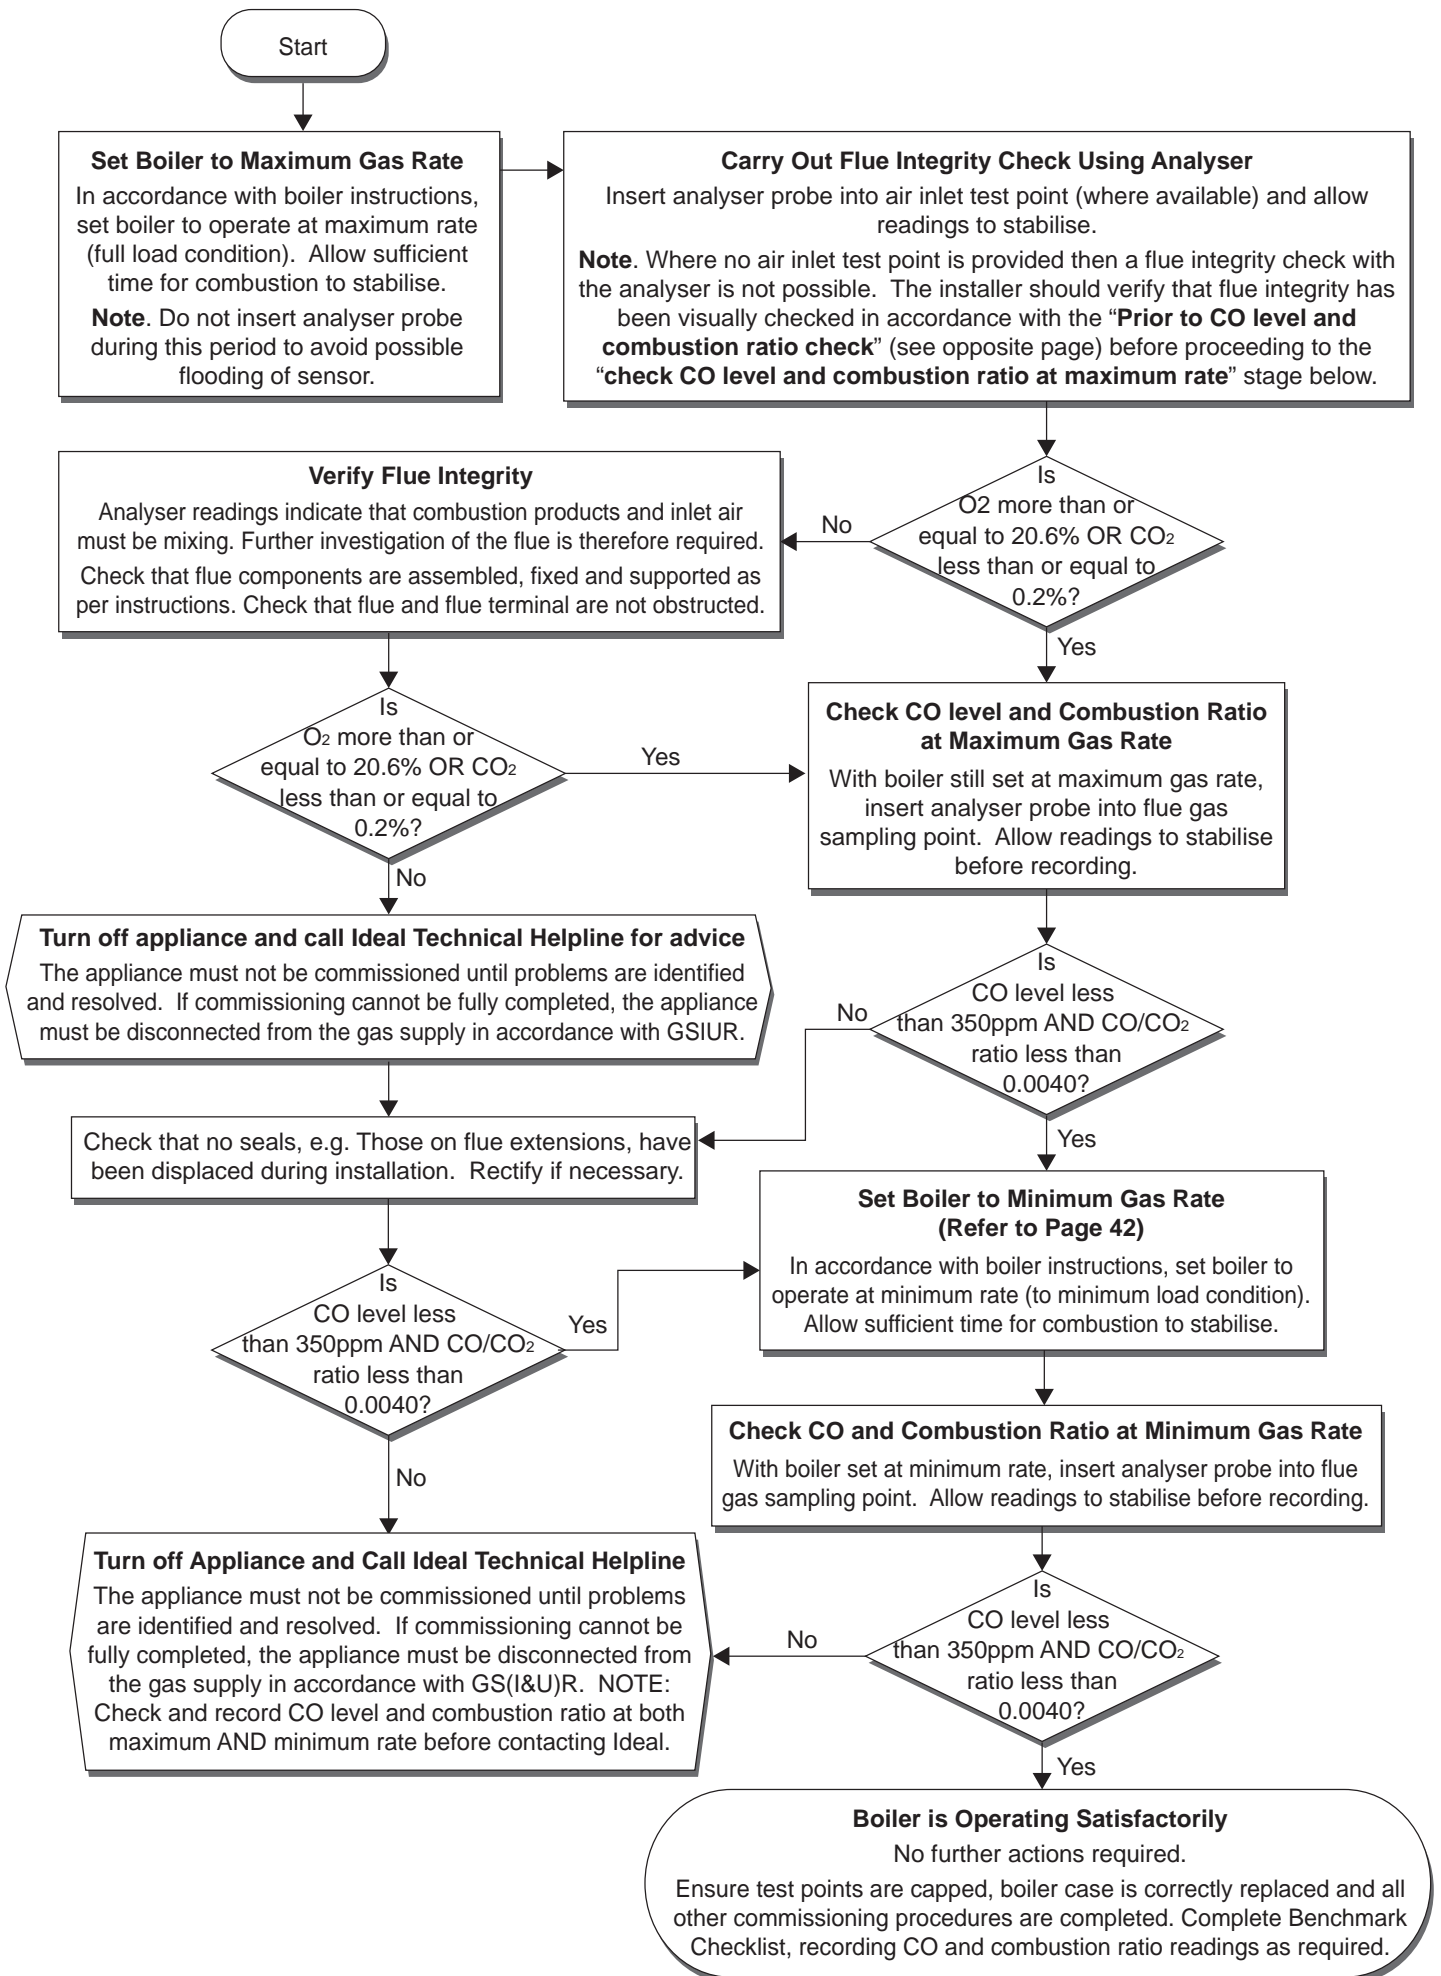 Start
Set Boiler to Maximum Gas Rate
In accordance with boiler instructions,
set boiler to operate at maximum rate
(full load condition).  Allow sufficient
time for combustion to stabilise.
Note. Do not insert analyser probe
during this period to avoid possible
flooding of sensor.
Carry Out Flue Integrity Check Using Analyser
Insert analyser probe into air inlet test point (where available) and allow
readings to stabilise.
Note. Where no air inlet test point is provided then a flue integrity check with
the analyser is not possible.  The installer should verify that flue integrity has
been visually checked in accordance with the “Prior to CO level and
combustion ratio check” (see opposite page) before proceeding to the
“check CO level and combustion ratio at maximum rate” stage below.
Is
O2 more than or
equal to 20.6% OR CO2
less than or equal to
0.2%?
No
Yes
Verify Flue Integrity
Analyser readings indicate that combustion products and inlet air
must be mixing. Further investigation of the flue is therefore required.
Check that flue components are assembled, fixed and supported as
per instructions. Check that flue and flue terminal are not obstructed.
Is
O2 more than or
equal to 20.6% OR CO2
less than or equal to
0.2%?
Yes
No
Check CO level and Combustion Ratio
at Maximum Gas Rate
With boiler still set at maximum gas rate,
insert analyser probe into flue gas
sampling point.  Allow readings to stabilise
before recording.
Turn off appliance and call Ideal Technical Helpline for advice
The appliance must not be commissioned until problems are identified
and resolved.  If commissioning cannot be fully completed, the appliance
must be disconnected from the gas supply in accordance with GSIUR.
Is
CO level less
than 350ppm AND CO/CO2
ratio less than
0.0040?
No
Yes
Check that no seals, e.g. Those on flue extensions, have
been displaced during installation.  Rectify if necessary.
Set Boiler to Minimum Gas Rate
(Refer to Page 42)
In accordance with boiler instructions, set boiler to
operate at minimum rate (to minimum load condition).
Allow sufficient time for combustion to stabilise.
Is
CO level less
than 350ppm AND CO/CO2
ratio less than
0.0040?
Yes
No
Check CO and Combustion Ratio at Minimum Gas Rate
With boiler set at minimum rate, insert analyser probe into flue
gas sampling point.  Allow readings to stabilise before recording.
Turn off Appliance and Call Ideal Technical Helpline
The appliance must not be commissioned until problems
are identified and resolved.  If commissioning cannot be
fully completed, the appliance must be disconnected from
the gas supply in accordance with GS(I&U)R.  NOTE:
Check and record CO level and combustion ratio at both
maximum AND minimum rate before contacting Ideal.
Is
CO level less
than 350ppm AND CO/CO2
ratio less than
0.0040?
No
Yes
Boiler is Operating Satisfactorily
No further actions required.
Ensure test points are capped, boiler case is correctly replaced and all
other commissioning procedures are completed. Complete Benchmark
Checklist, recording CO and combustion ratio readings as required.